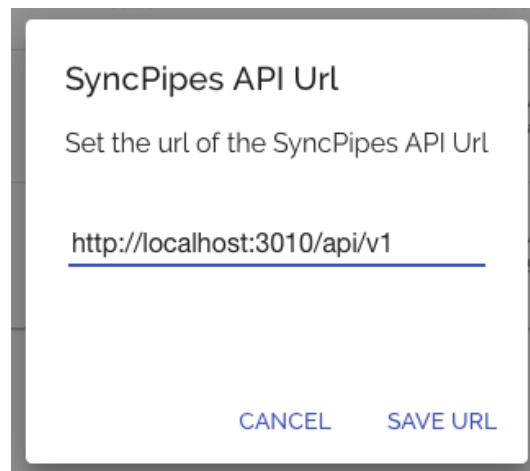 SyncPipes API Url
Set the url of the SyncPipes API Url
http://localhost:3010/api/v1
CANCEL SAVE URL